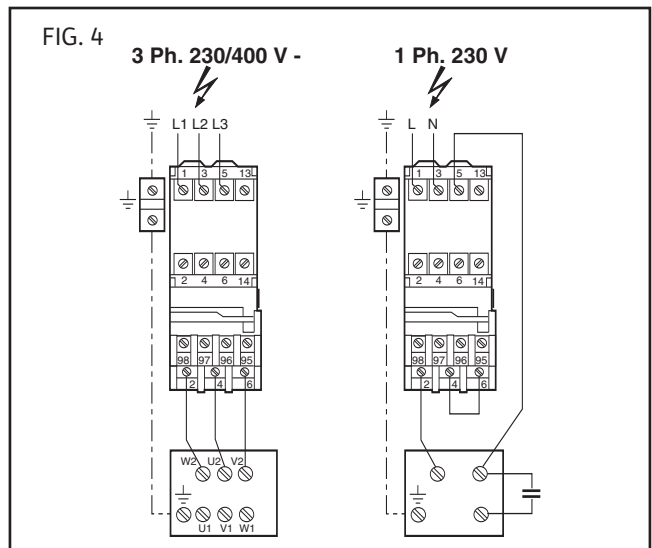 FIG. 4
3 Ph. 230/400 V - 1 Ph. 230 V
L1 L2 L3 L N
1 3 5 13 1 3 5 13
2 4 6 14 2 4 6 14
98 97 96 95 98 97 96 95
2 4 6 2 4 6
W2 U2 V2
U1 V1 W1